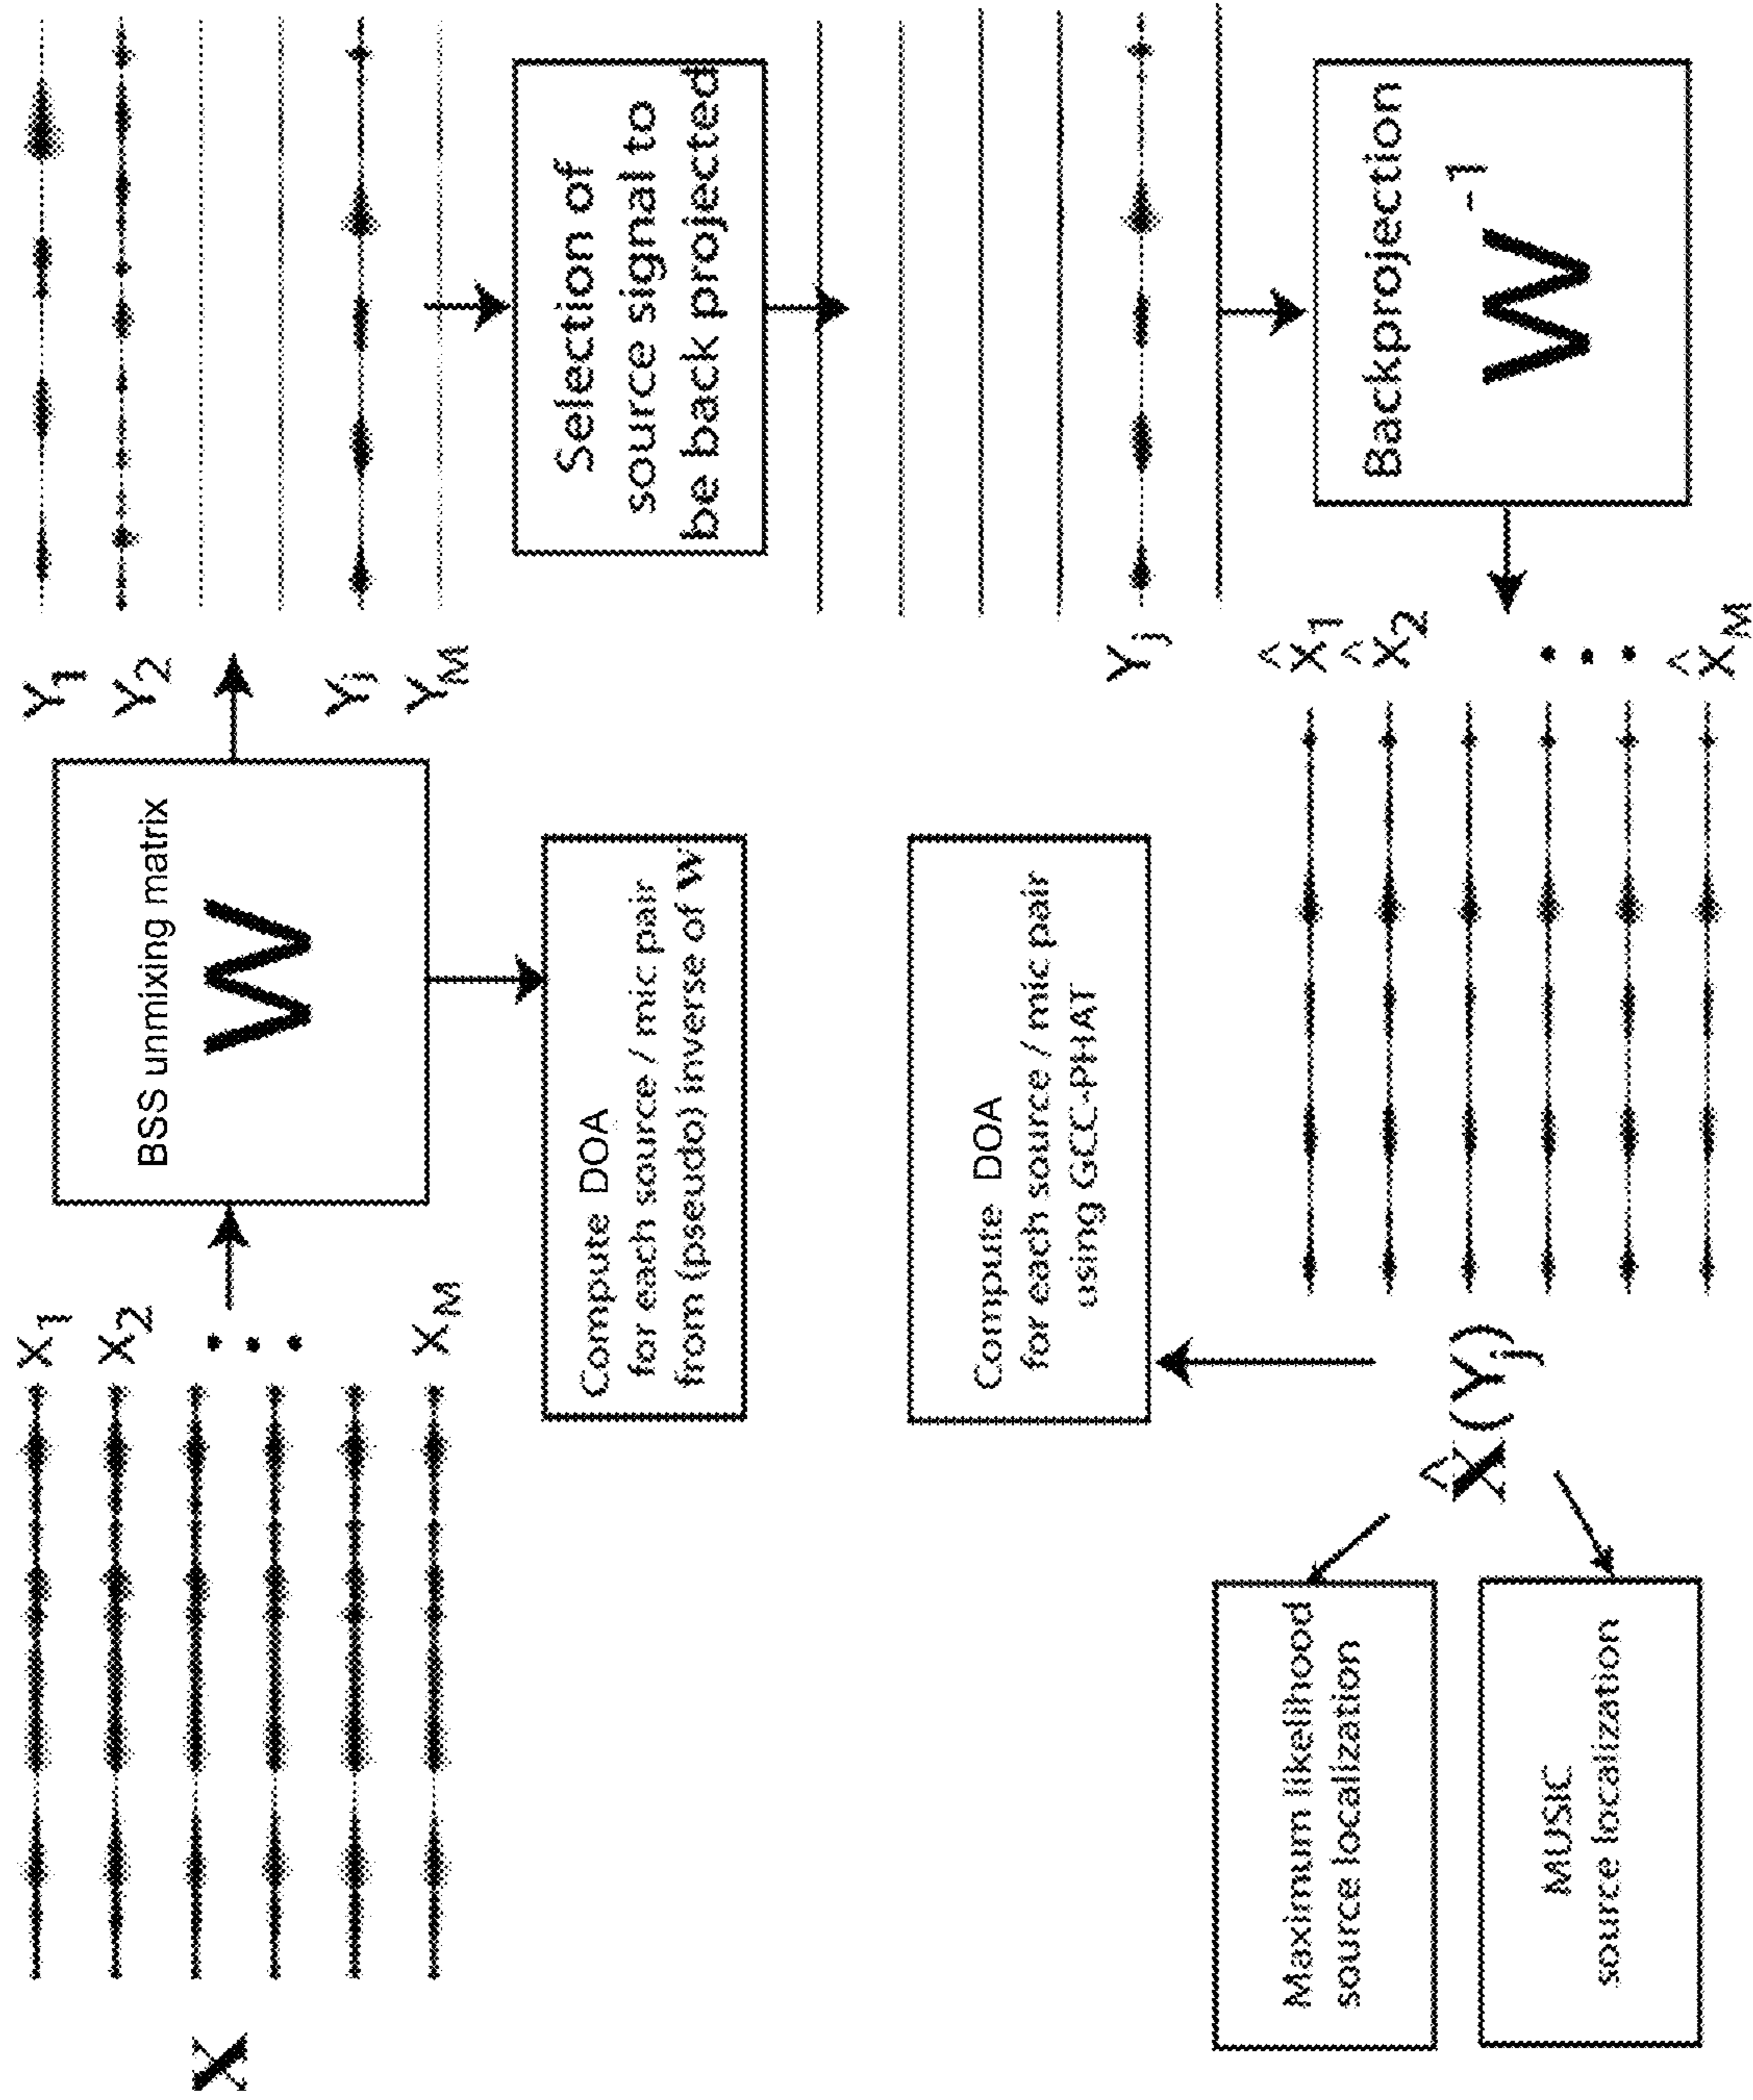 X
X1
X2
XM
BSS unmixing matrix
W
Y1
Y2
Yj
YM
Compute DOA
for each source / mic pair
from (pseudo) inverse of W
Selection of
source signal to
be back projected
Yj
Backprojection
W-1
X̂1
X̂2
X̂M
X̂(Yj)
Compute DOA
for each source / mic pair
using GCC-PHAT
Maximum likelihood
source localization
MUSIC
source localization